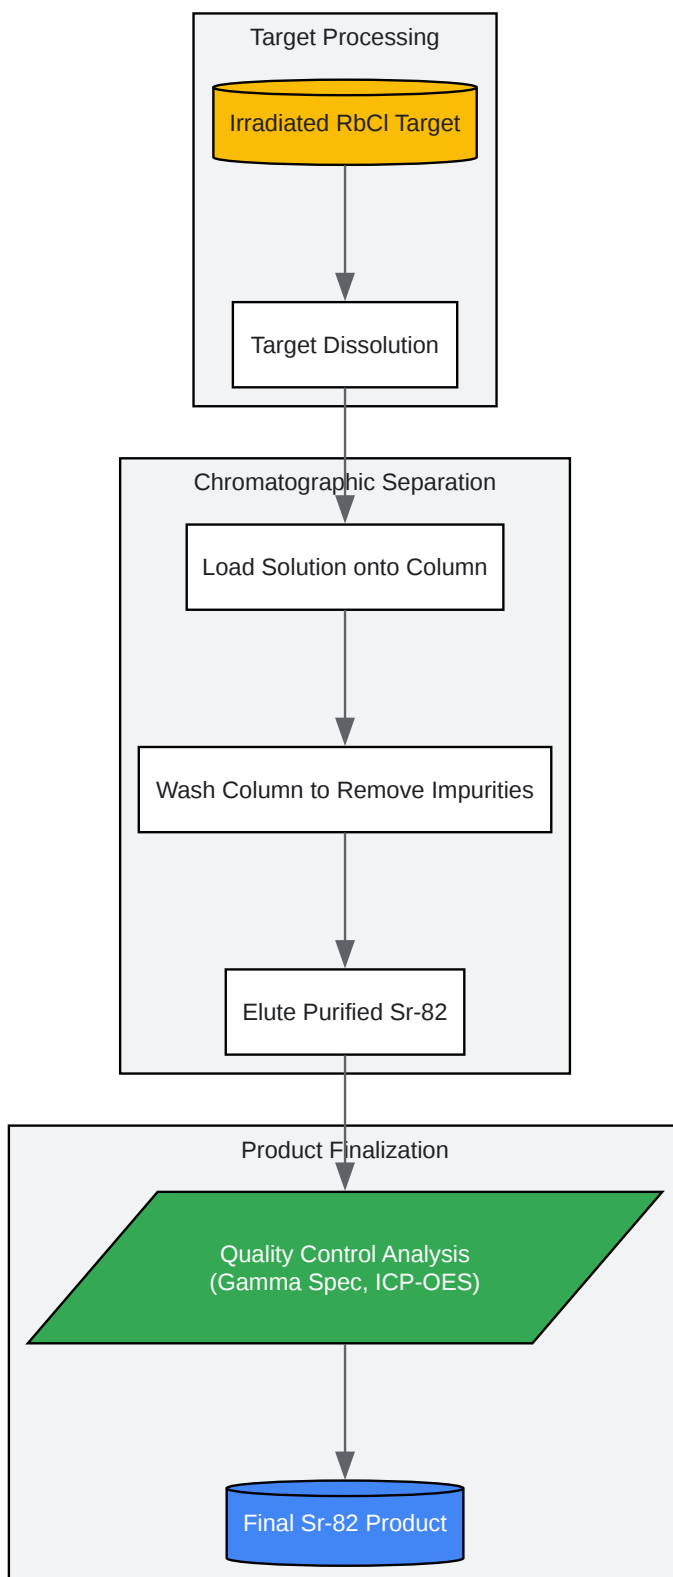 Target Processing
Irradiated RbCl Target
Target Dissolution
Chromatographic Separation
Load Solution onto Column
Wash Column to Remove Impurities
Elute Purified Sr-82
Product Finalization
Quality Control Analysis
(Gamma Spec, ICP-OES)
Final Sr-82 Product